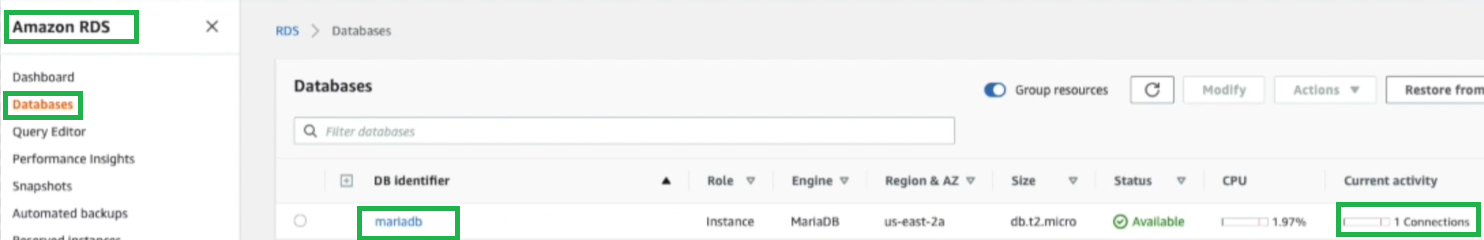 Amazon RDS
Dashboard
Databases
Query Editor
Performance Insights
Snapshots
Automated backups
Reserved instances
RDS > Databases
Databases
Group resources
Modify
Actions
Restore from
Filter databases
DB identifier Role Engine Region & AZ Size Status CPU Current activity
mariadb Instance MariaDB us-east-2a db.t2.micro Available 1.97% 1 Connections